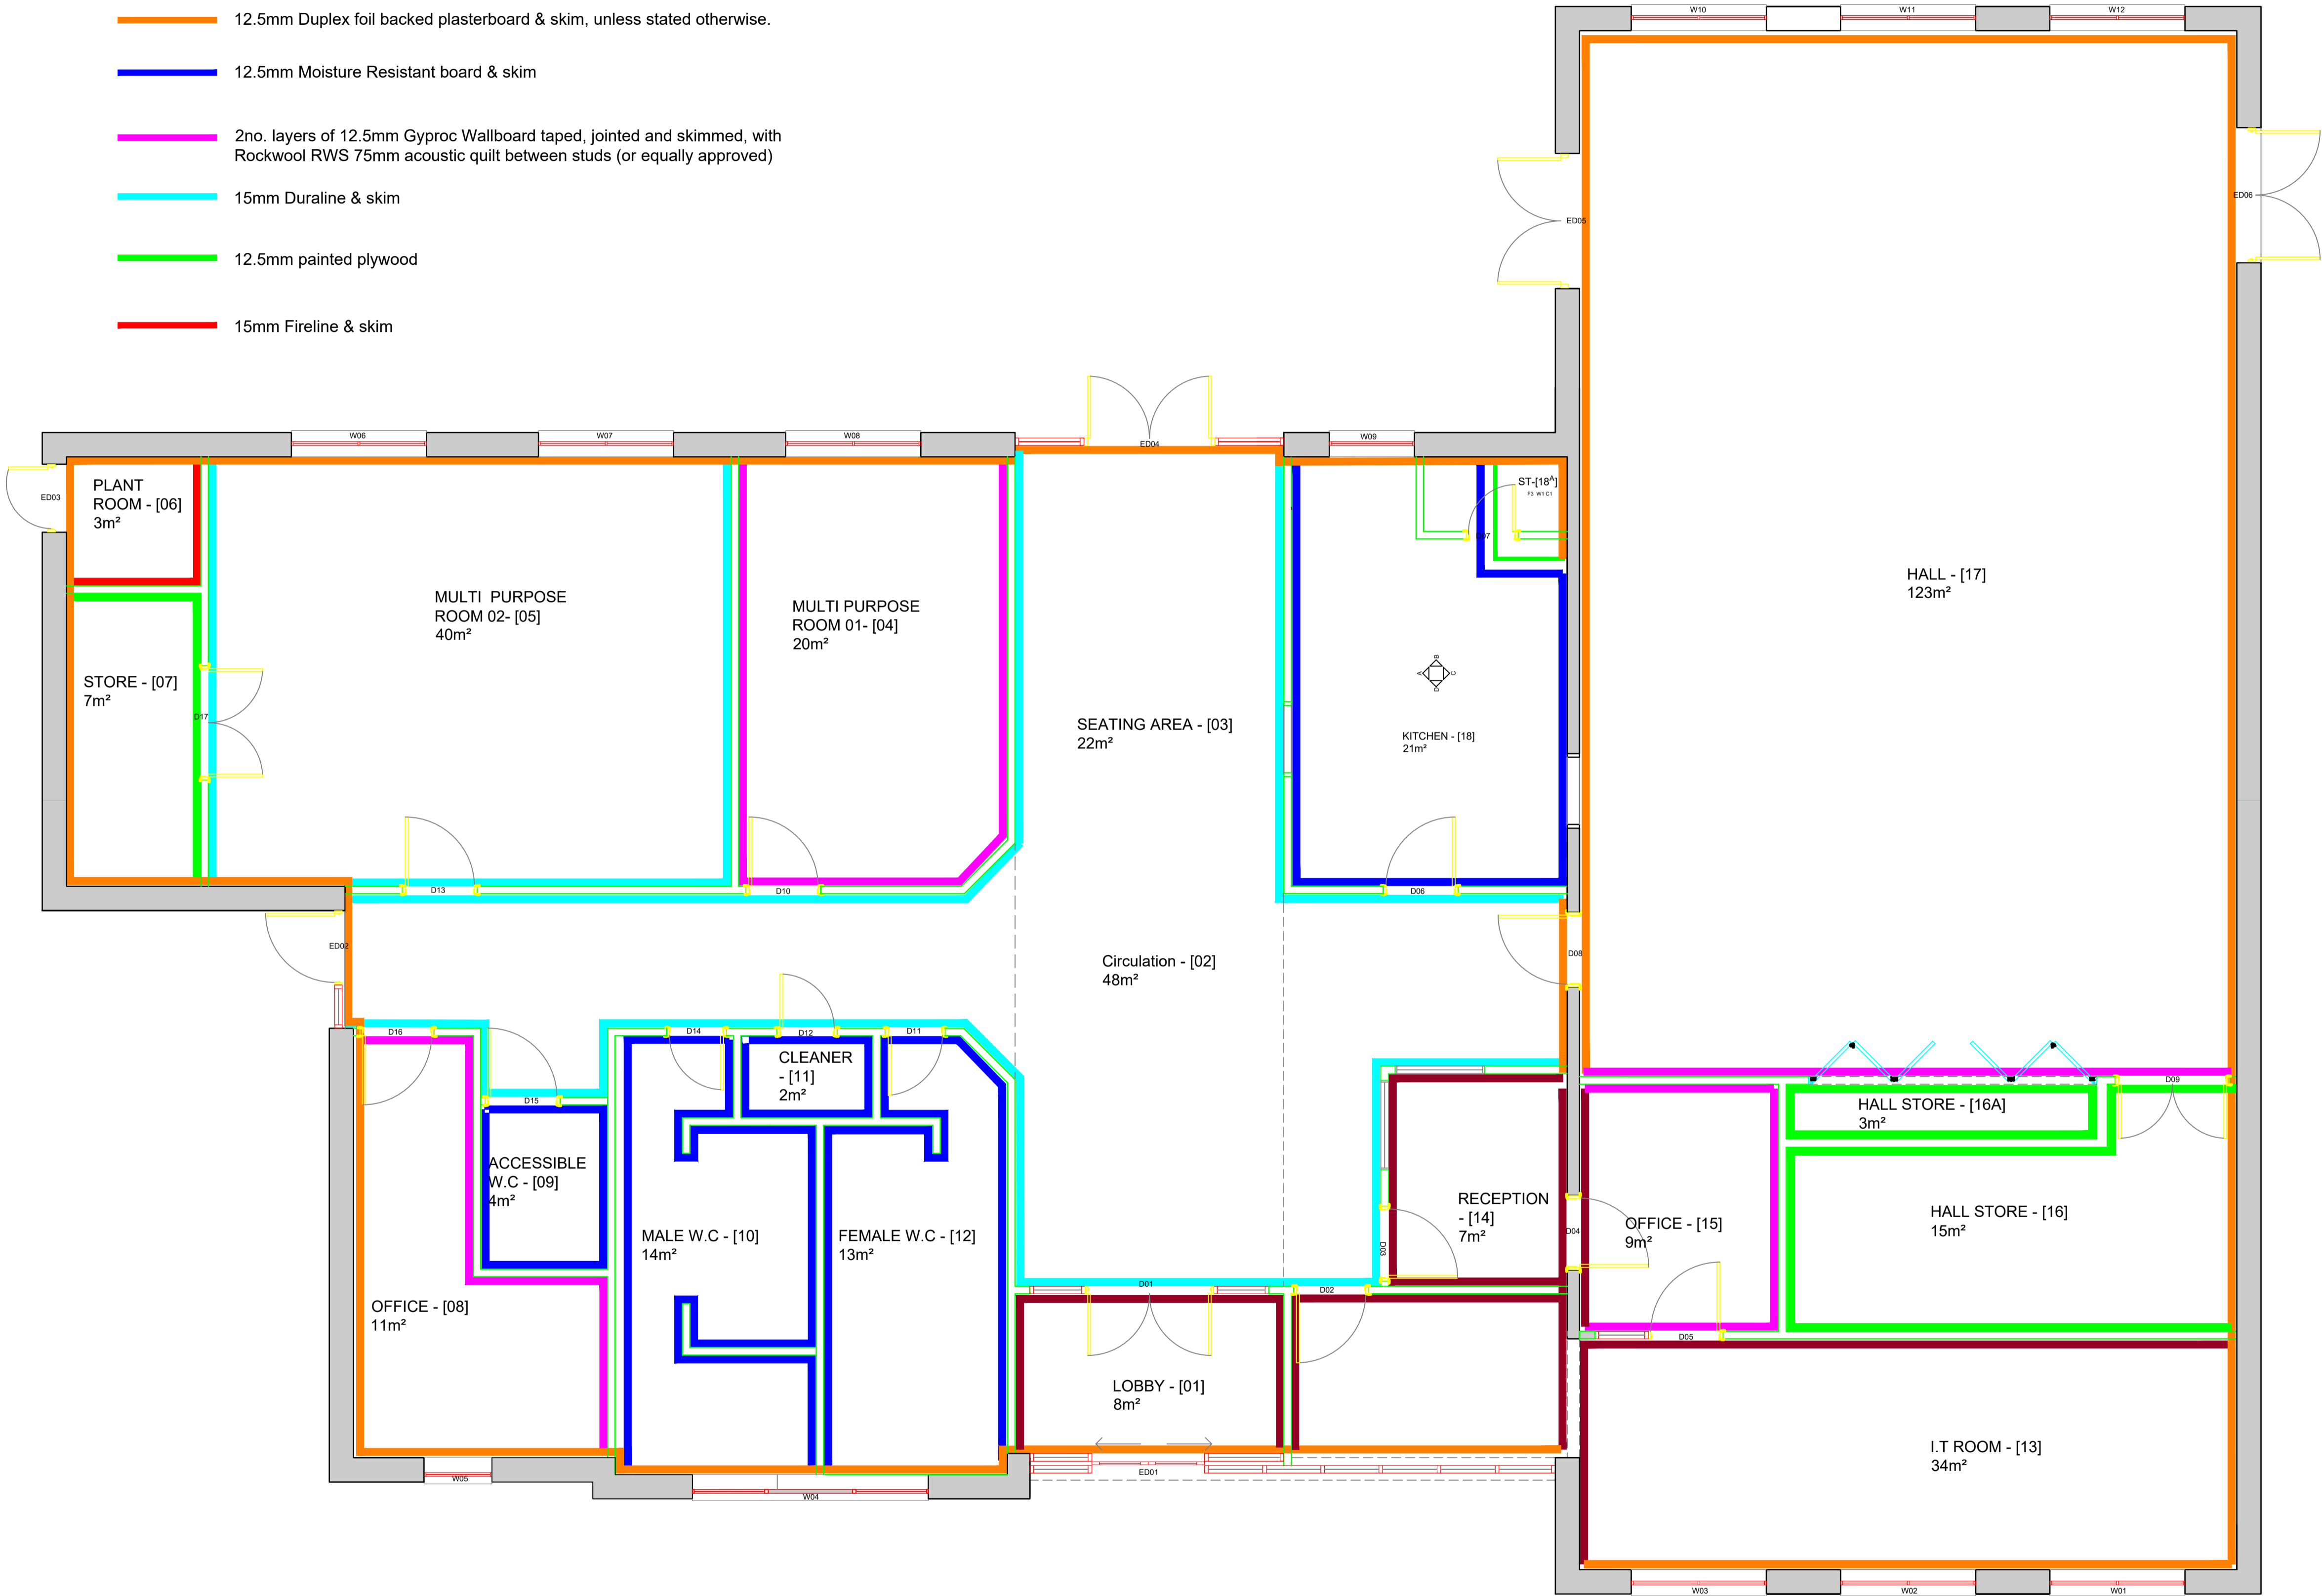 12.5mm Duplex foil backed plasterboard & skim, unless stated otherwise.
12.5mm Moisture Resistant board & skim
2no. layers of 12.5mm Gyproc Wallboard taped, jointed and skimmed, with
Rockwool RWS 75mm acoustic quilt between studs (or equally approved)
15mm Duraline & skim
12.5mm painted plywood
15mm Fireline & skim
W10
W11
W12
ED05
ED06
W06
W07
W08
ED04
W09
PLANT
ROOM - [06]
3m²
ED03
ST-[18ᴬ]
F3 W1 C1
D07
MULTI PURPOSE
ROOM 02- [05]
40m²
MULTI PURPOSE
ROOM 01- [04]
20m²
HALL - [17]
123m²
STORE - [07]
7m²
D17
SEATING AREA - [03]
22m²
A
B
C
D
KITCHEN - [18]
21m²
D13
D10
D06
ED02
Circulation - [02]
48m²
D08
D16
D14
D12
D11
CLEANER
- [11]
2m²
D15
D09
HALL STORE - [16A]
3m²
ACCESSIBLE
W.C - [09]
4m²
RECEPTION
- [14]
7m²
D03
D04
OFFICE - [15]
9m²
HALL STORE - [16]
15m²
MALE W.C - [10]
14m²
FEMALE W.C - [12]
13m²
D01
D02
OFFICE - [08]
11m²
D05
LOBBY - [01]
8m²
I.T ROOM - [13]
34m²
W05
W04
ED01
W03
W02
W01